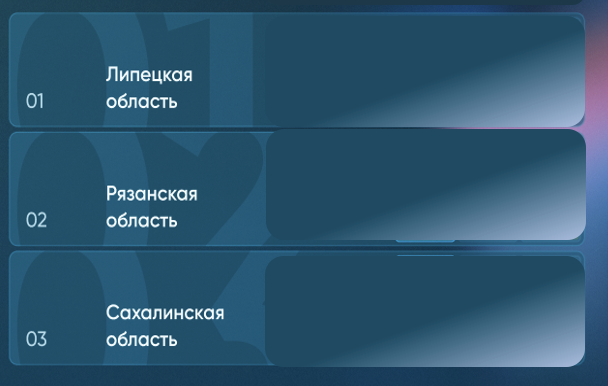 Липецкая
01 область
Рязанская
02 область
Сахалинская
03 область